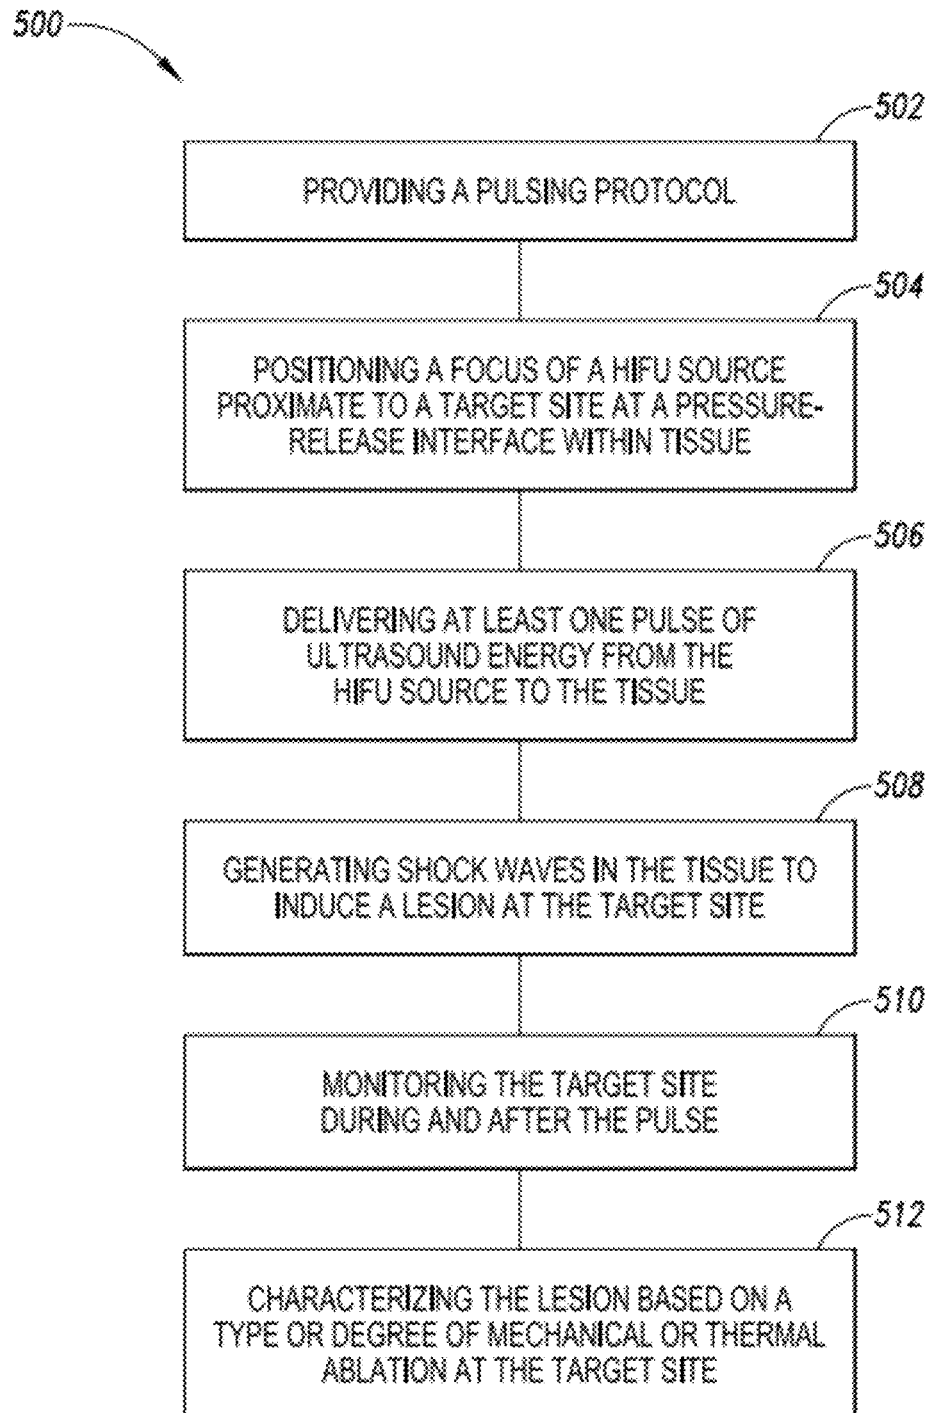 500
502
PROVIDING A PULSING PROTOCOL
504
POSITIONING A FOCUS OF A HIFU SOURCE
PROXIMATE TO A TARGET SITE AT A PRESSURE-
RELEASE INTERFACE WITHIN TISSUE
506
DELIVERING AT LEAST ONE PULSE OF
ULTRASOUND ENERGY FROM THE
HIFU SOURCE TO THE TISSUE
508
GENERATING SHOCK WAVES IN THE TISSUE TO
INDUCE A LESION AT THE TARGET SITE
510
MONITORING THE TARGET SITE
DURING AND AFTER THE PULSE
512
CHARACTERIZING THE LESION BASED ON A
TYPE OR DEGREE OF MECHANICAL OR THERMAL
ABLATION AT THE TARGET SITE